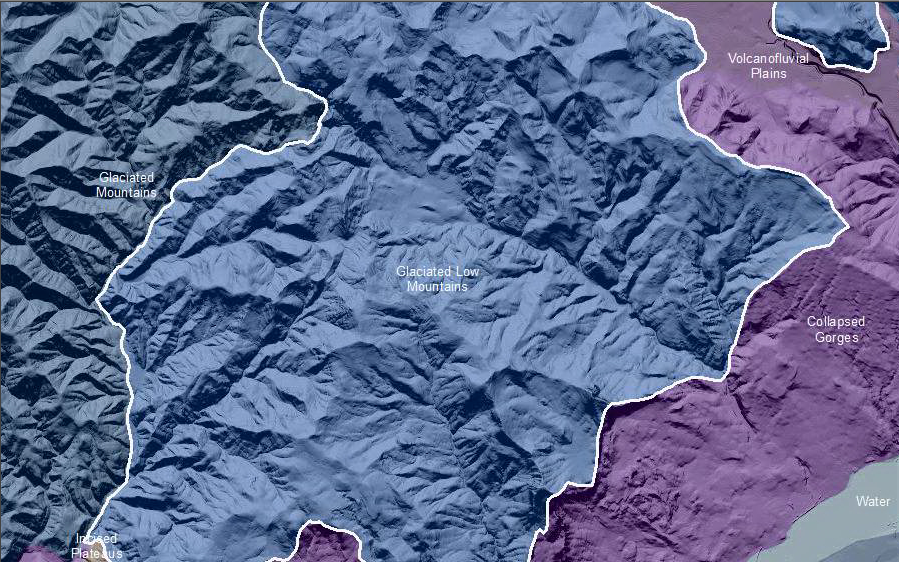 Volcanofluvial
Plains
Glaciated
Mountains
Glaciated Low
Mountains
Collapsed
Gorges
Water
Incised
Plateaus